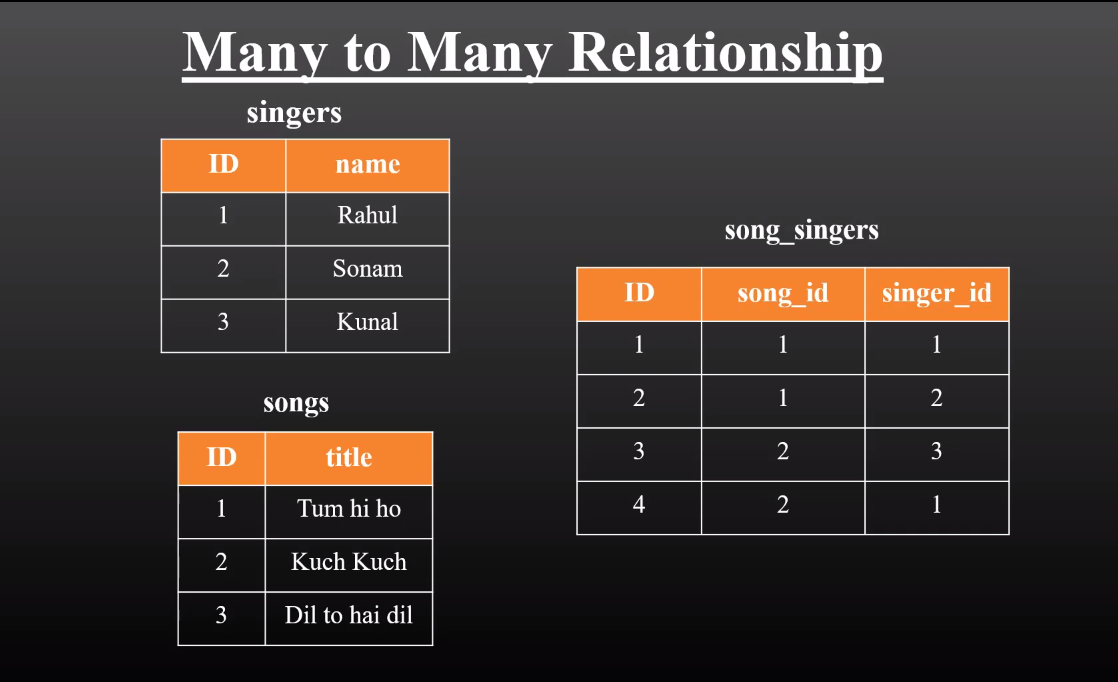 Many to Many Relationship
singers
ID name
1 Rahul
2 Sonam
3 Kunal
songs
ID title
1 Tum hi ho
2 Kuch Kuch
3 Dil to hai dil
song_singers
ID song_id singer_id
1 1 1
2 1 2
3 2 3
4 2 1